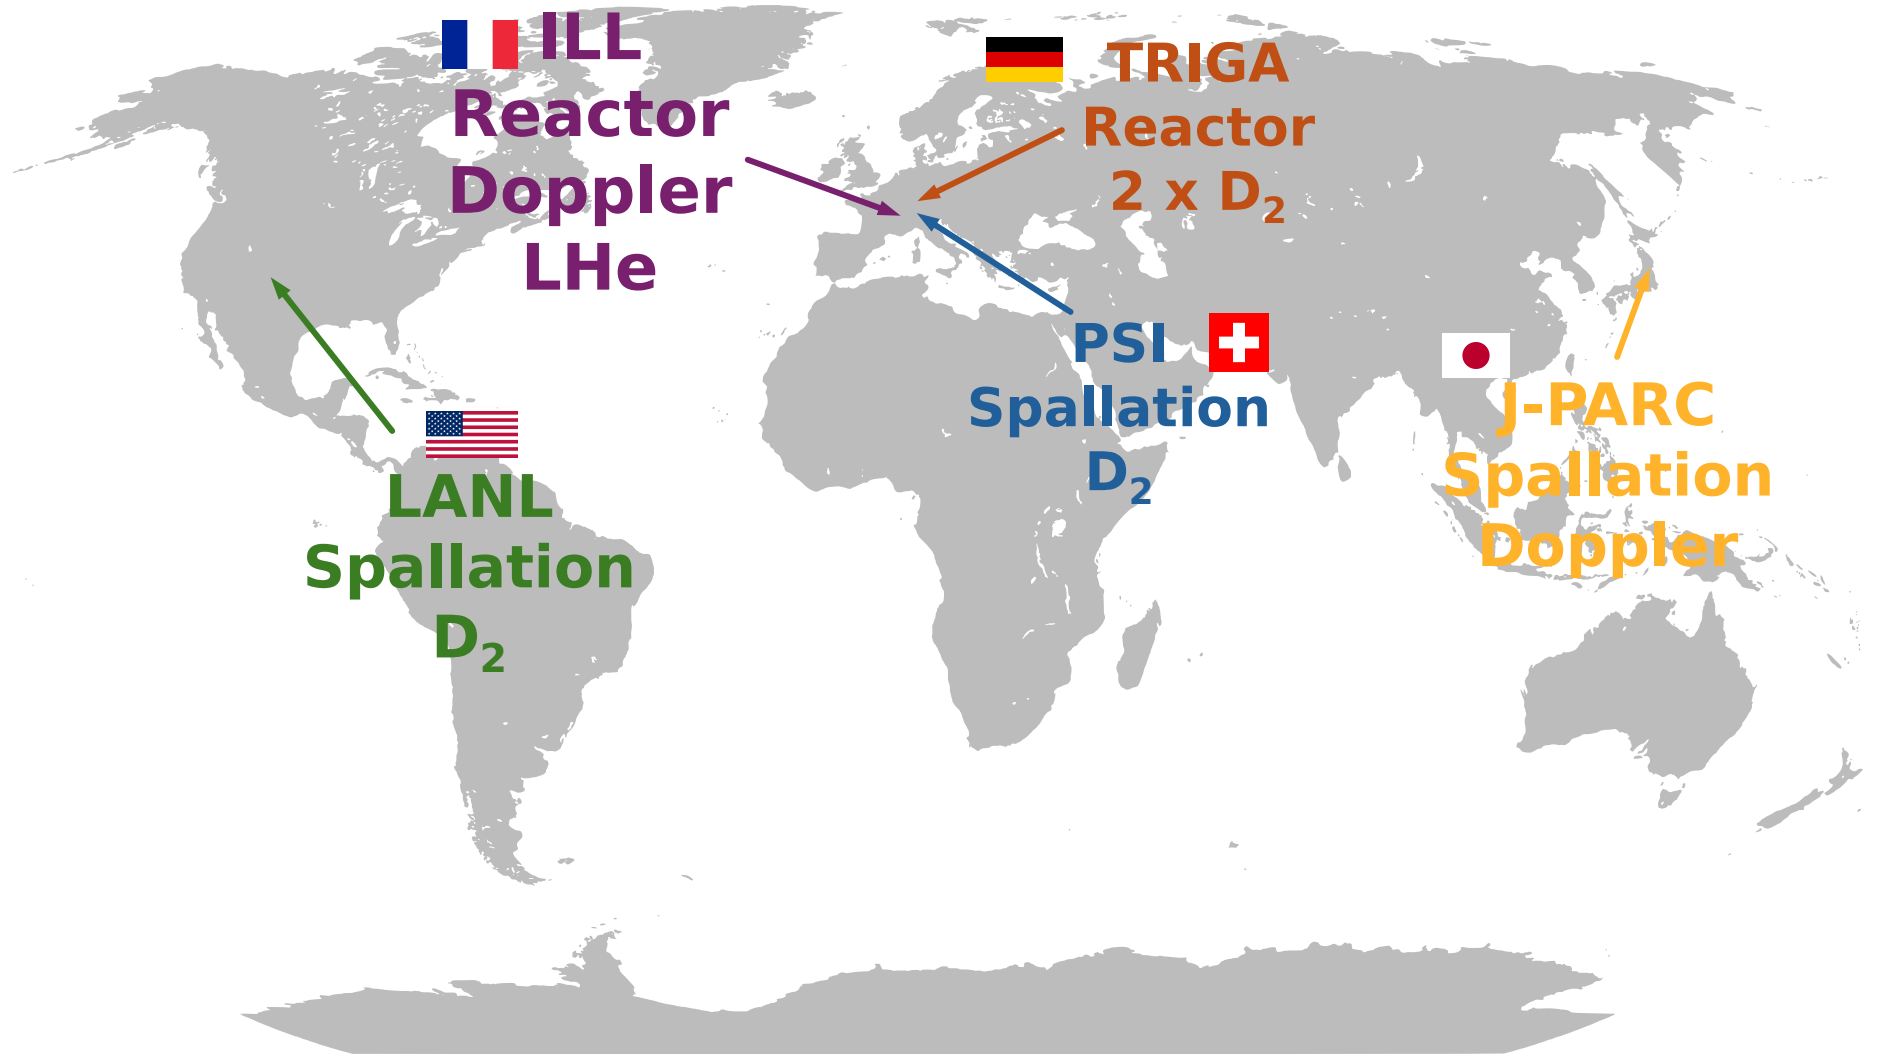 ILL
Reactor
Doppler
LHe
TRIGA
Reactor
2 x D₂
PSI
Spallation
D₂
J-PARC
Spallation
Doppler
LANL
Spallation
D₂